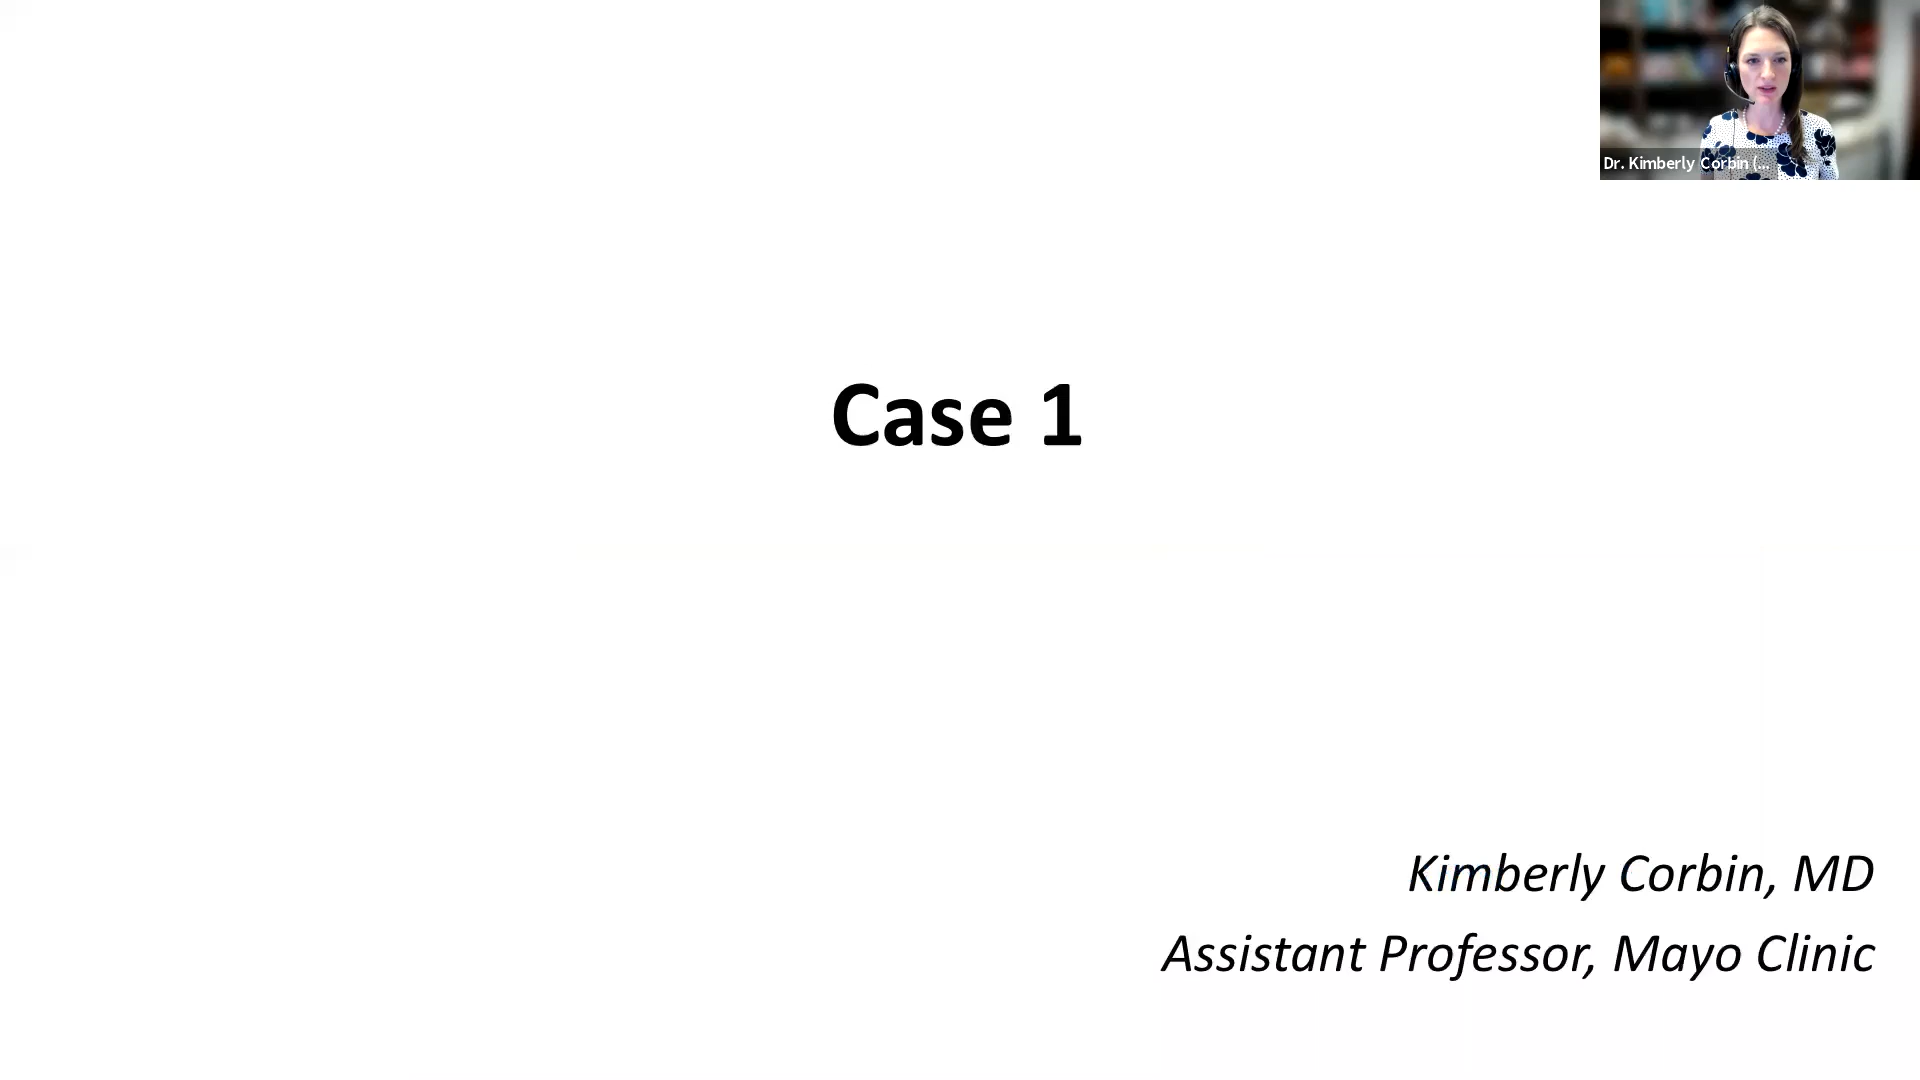 Dr. Kimberly Corbin (...
Case 1
Kimberly Corbin, MD
Assistant Professor, Mayo Clinic